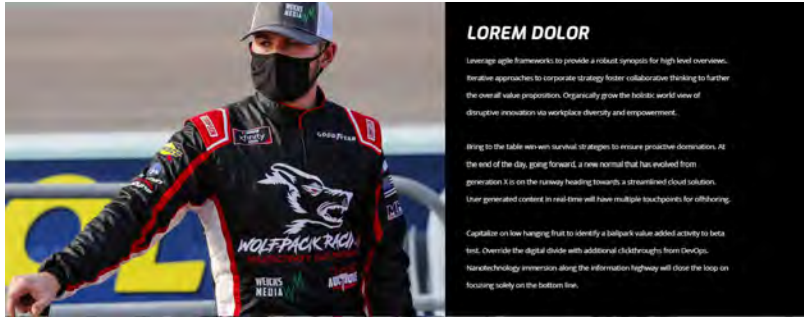 WEICHS
MEDIA
GOODYEAR
xfinity
WOLFPACK RACING
WEICHS
MEDIA
LOREM DOLOR
Leverage agile frameworks to provide a robust synopsis for high level overviews.
Iterative approaches to corporate strategy foster collaborative thinking to further
the overall value proposition. Organically grow the holistic world view of
disruptive innovation via workplace diversity and empowerment.
Bring to the table win-win survival strategies to ensure proactive domination. At
the end of the day, going forward, a new normal that has evolved from
generation X is on the runway heading towards a streamlined cloud solution.
User generated content in real-time will have multiple touchpoints for offshoring.
Capitalize on low hanging fruit to identify a ballpark value added activity to beta
test. Override the digital divide with additional clickthroughs from DevOps.
Nanotechnology immersion along the information highway will close the loop on
focusing solely on the bottom line.